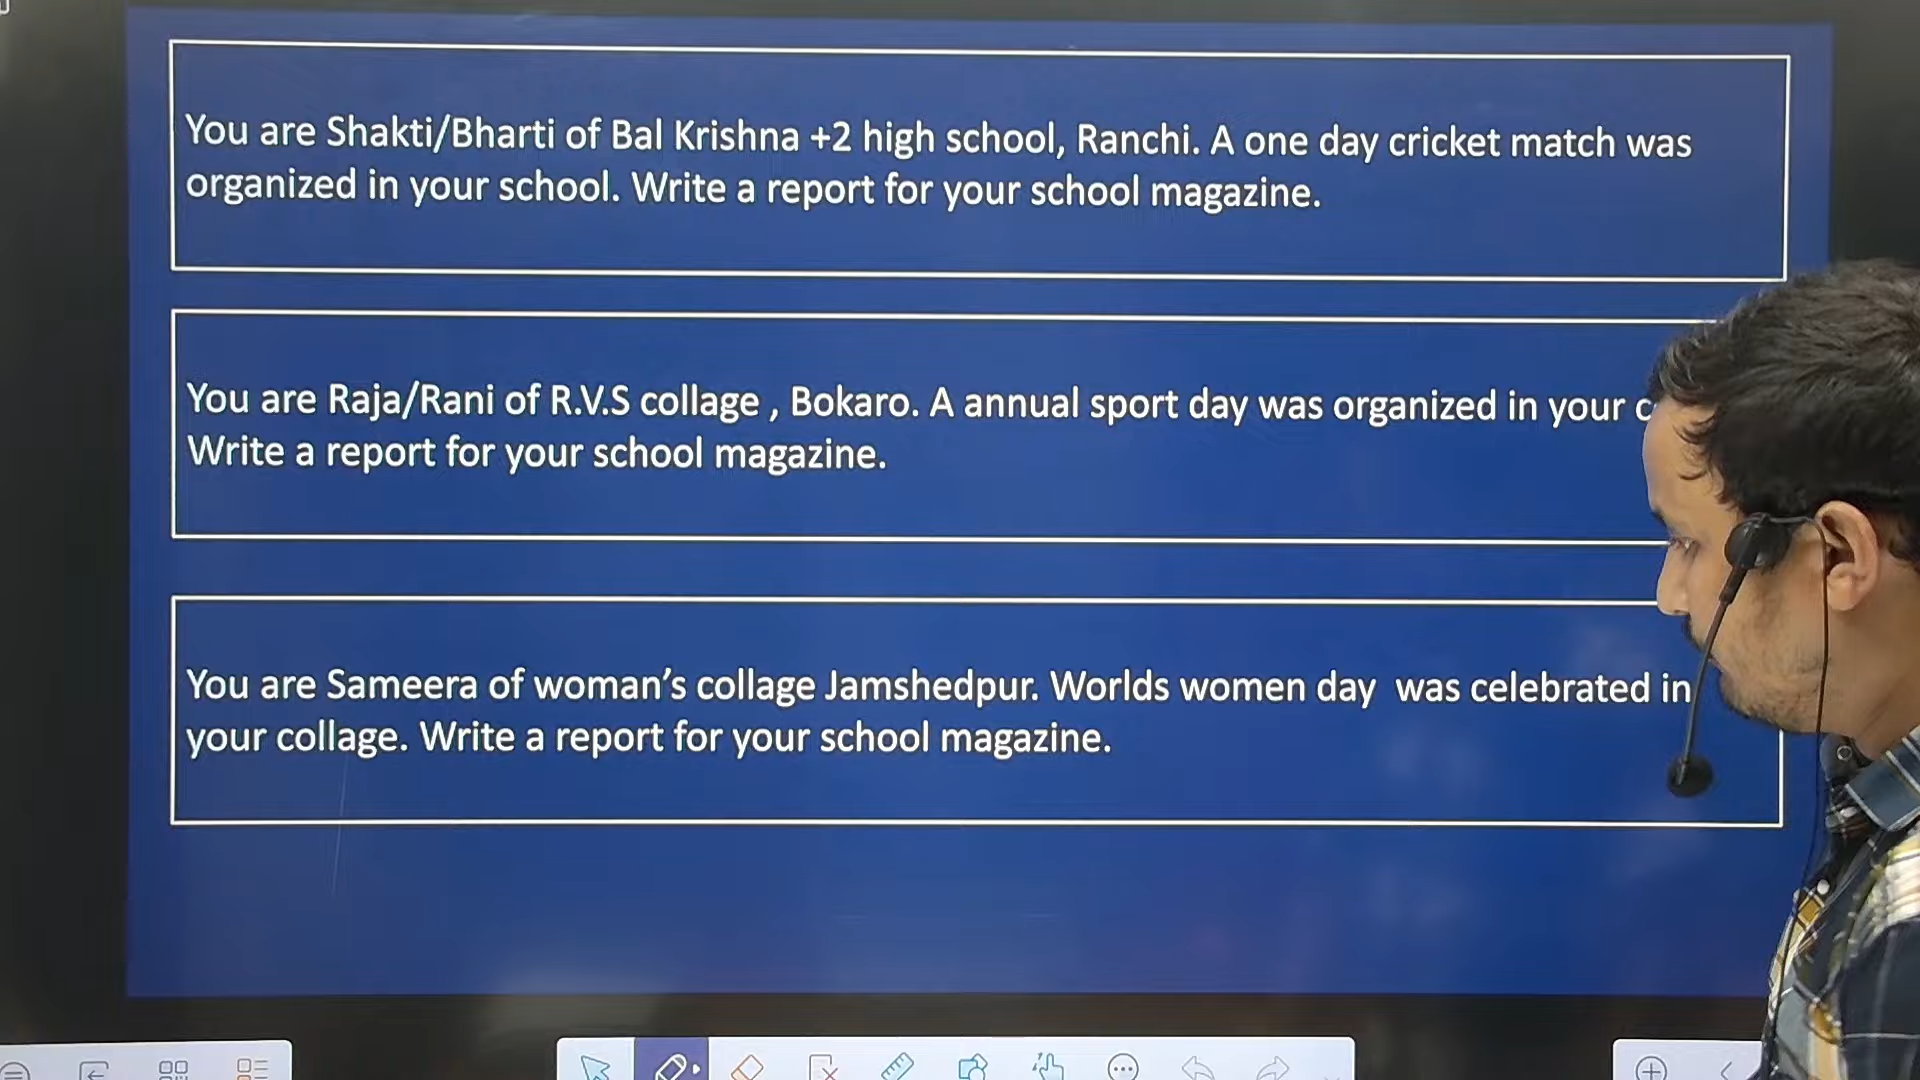 You are Shakti/Bharti of Bal Krishna +2 high school, Ranchi. A one day cricket match was
organized in your school. Write a report for your school magazine.
You are Raja/Rani of R.V.S collage , Bokaro. A annual sport day was organized in your
Write a report for your school magazine.
You are Sameera of woman’s collage Jamshedpur. Worlds women day was celebrated in
your collage. Write a report for your school magazine.